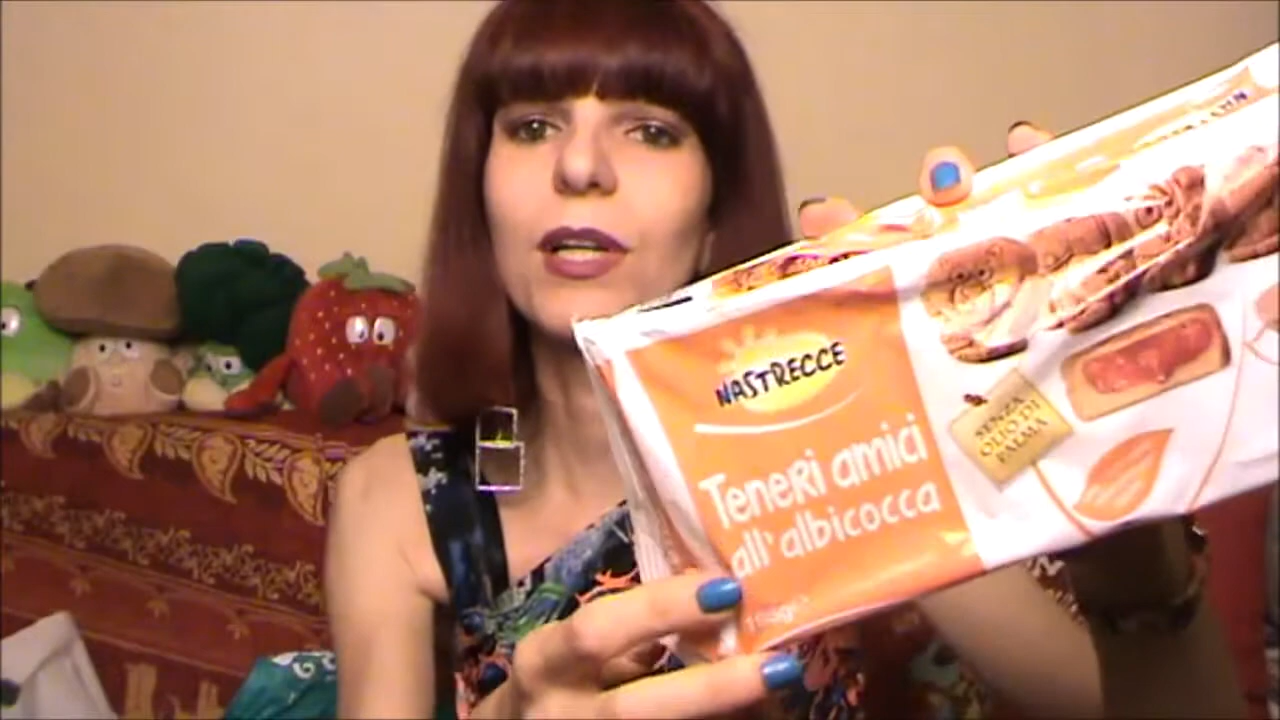 NASTRECCE
Teneri amici
all'albicocca
SENZA
OLIO DI
PALMA